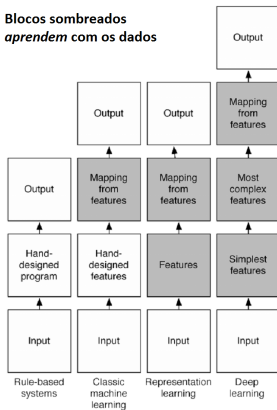 Blocos sombreados
aprendem com os dados
Output
Output
Output
Mapping
from
features
Output
Mapping
from
features
Mapping
from
features
Most
complex
features
Hand-
designed
program
Hand-
designed
features
Features
Simplest
features
Input
Input
Input
Input
Rule-based
systems
Classic
machine
learning
Representation
learning
Deep
learning